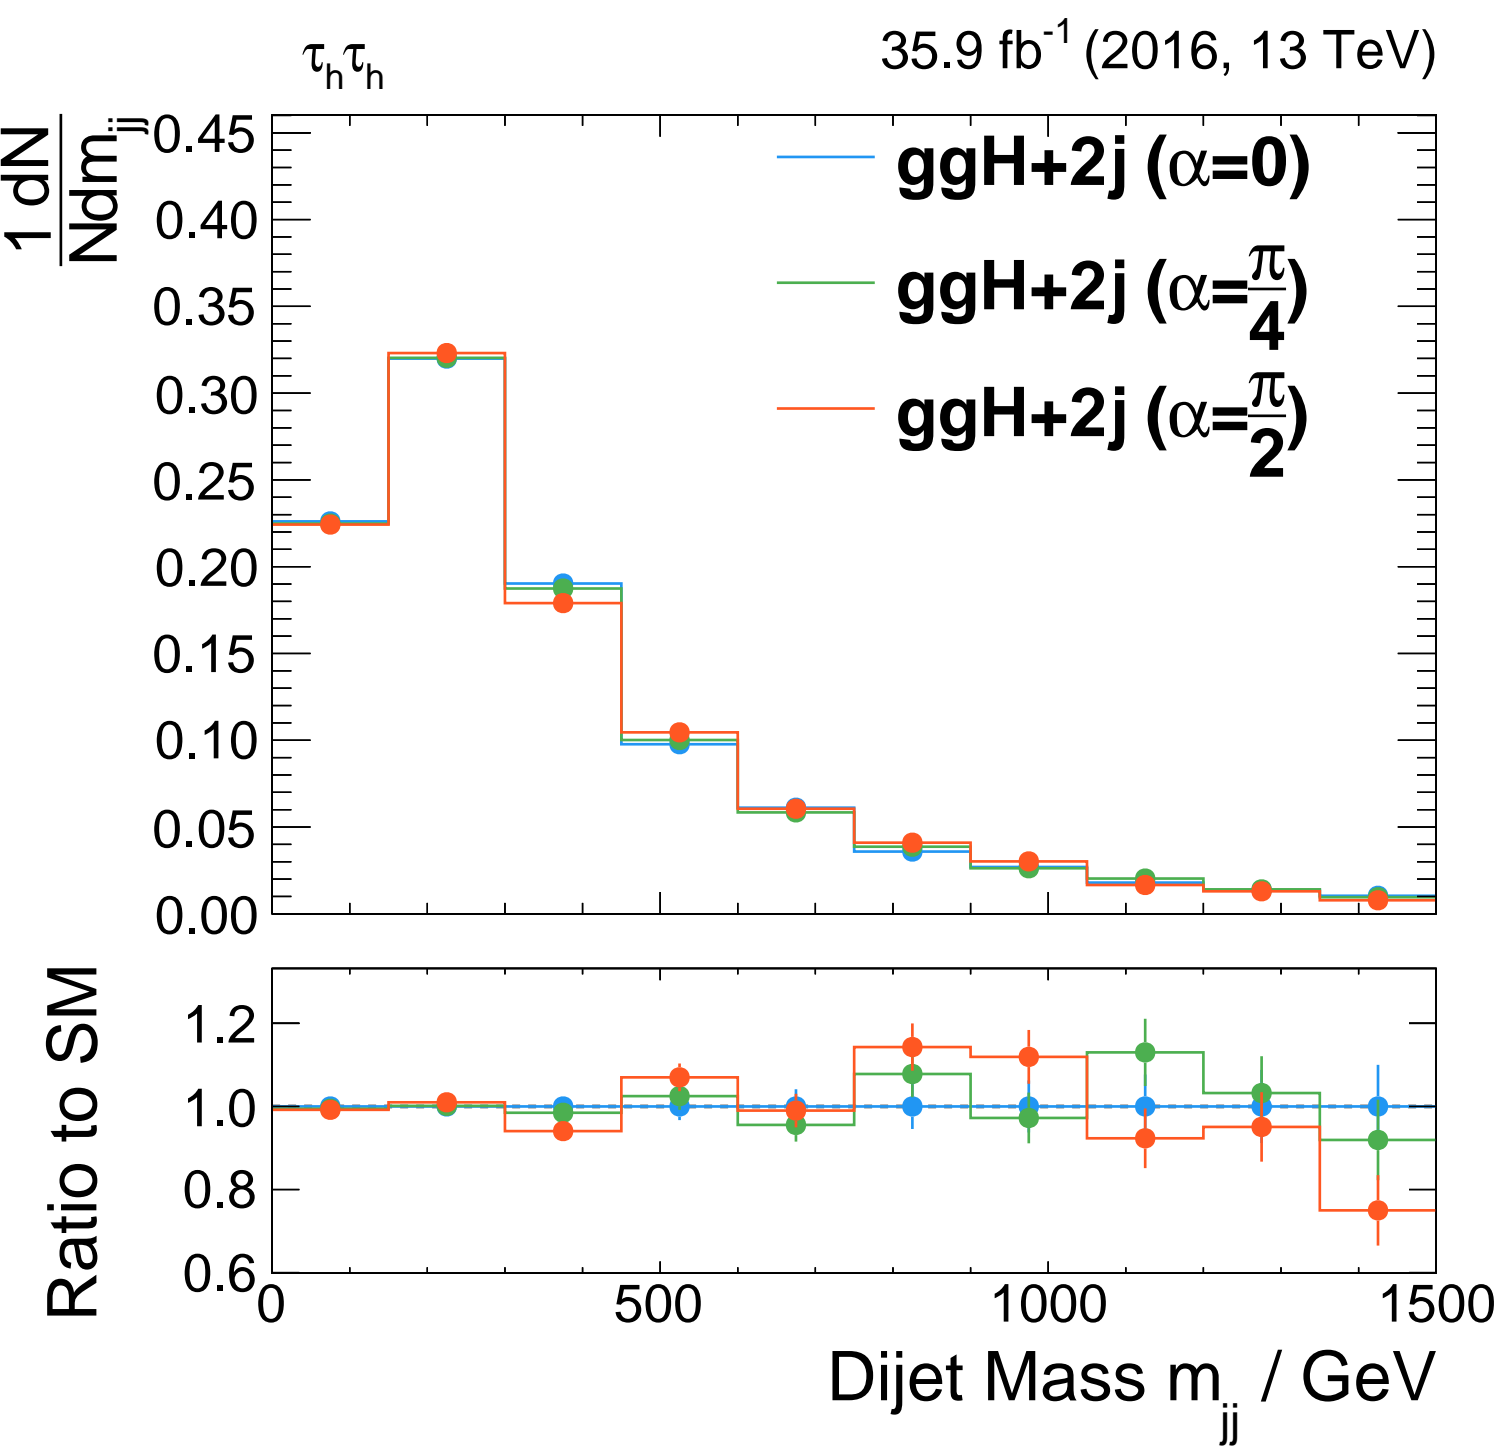 τhτh
35.9 fb-1 (2016, 13 TeV)
1 dN
Ndmjj
0.45
0.40
0.35
0.30
0.25
0.20
0.15
0.10
0.05
0.00
ggH+2j (α=0)
ggH+2j (α=π/4)
ggH+2j (α=π/2)
Ratio to SM
1.2
1.0
0.8
0.6
0 500 1000 1500
Dijet Mass mjj / GeV